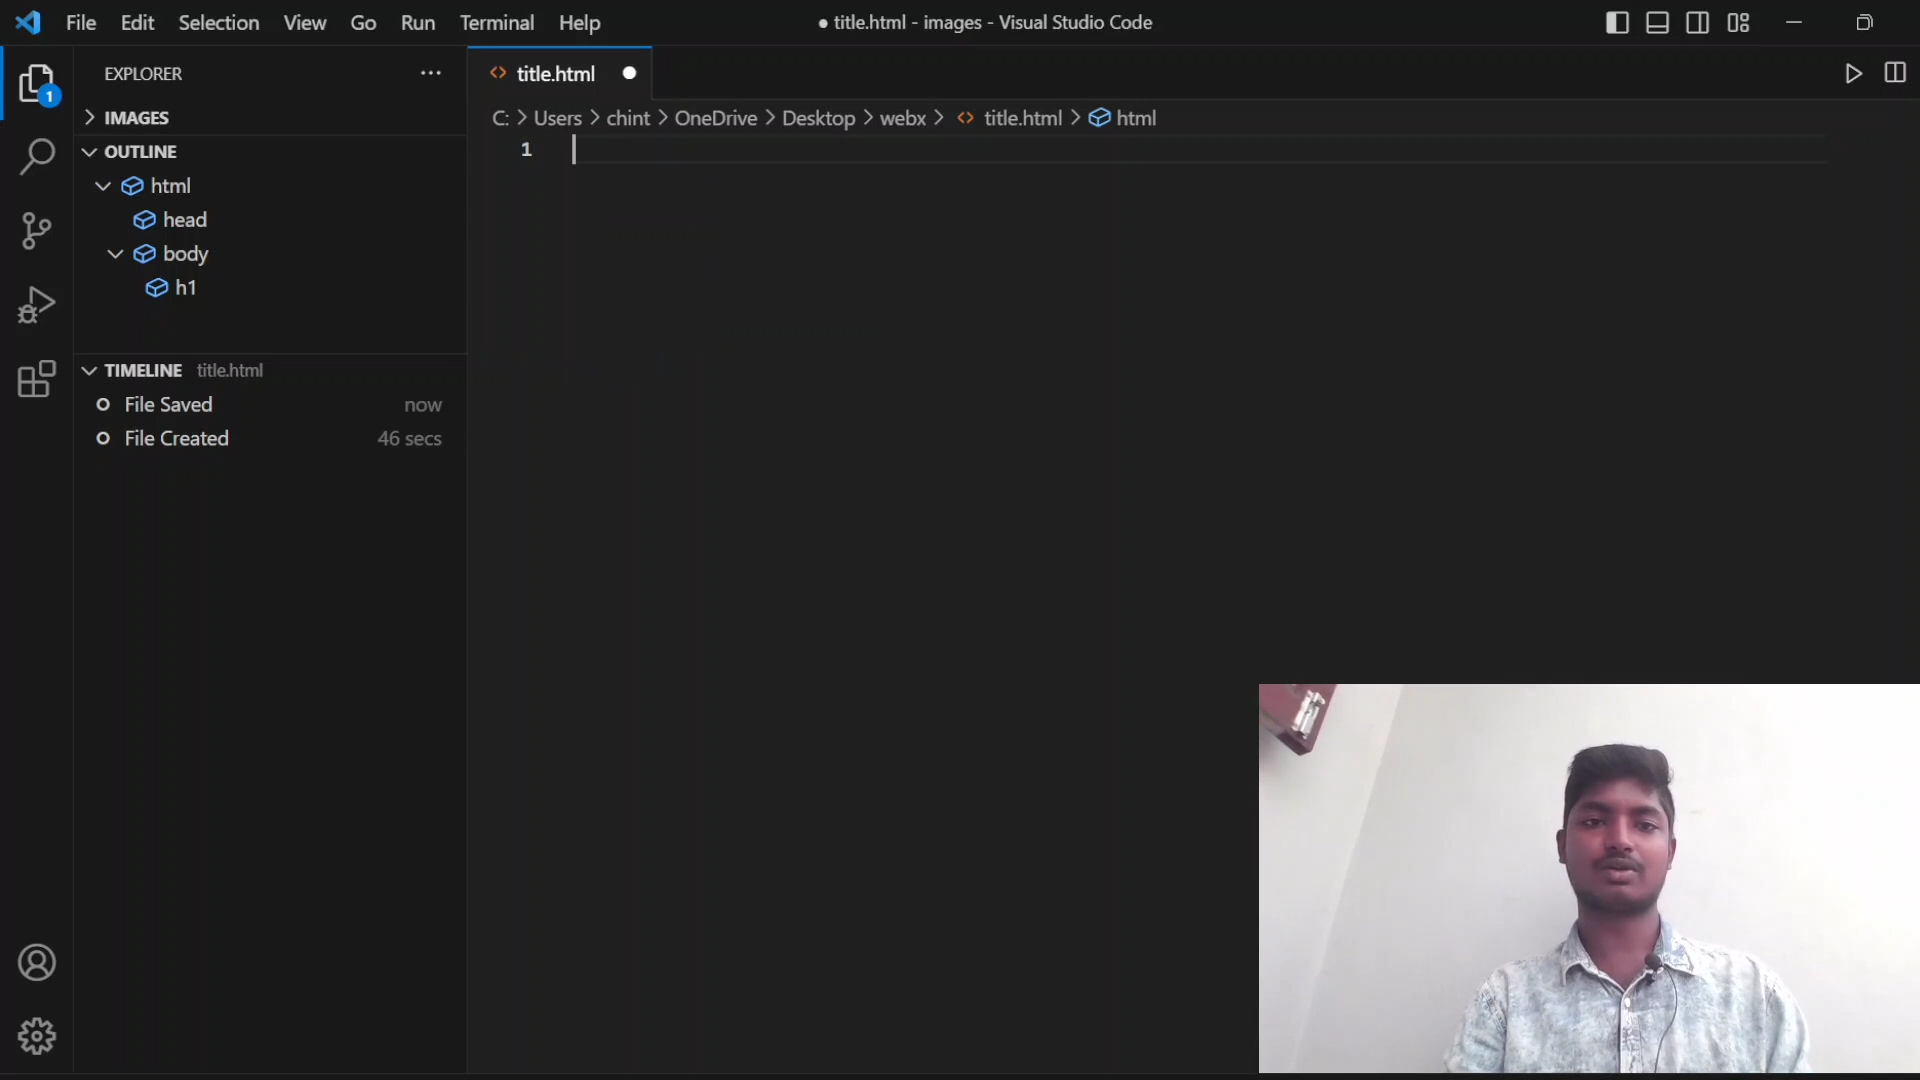 File Edit Selection View Go Run Terminal Help
● title.html - images - Visual Studio Code
EXPLORER
1
IMAGES
OUTLINE
html
head
body
h1
TIMELINE title.html
File Saved now
File Created 46 secs
title.html
C: > Users > chint > OneDrive > Desktop > webx > title.html > html
1